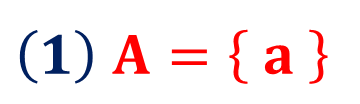 (1) A = { a }